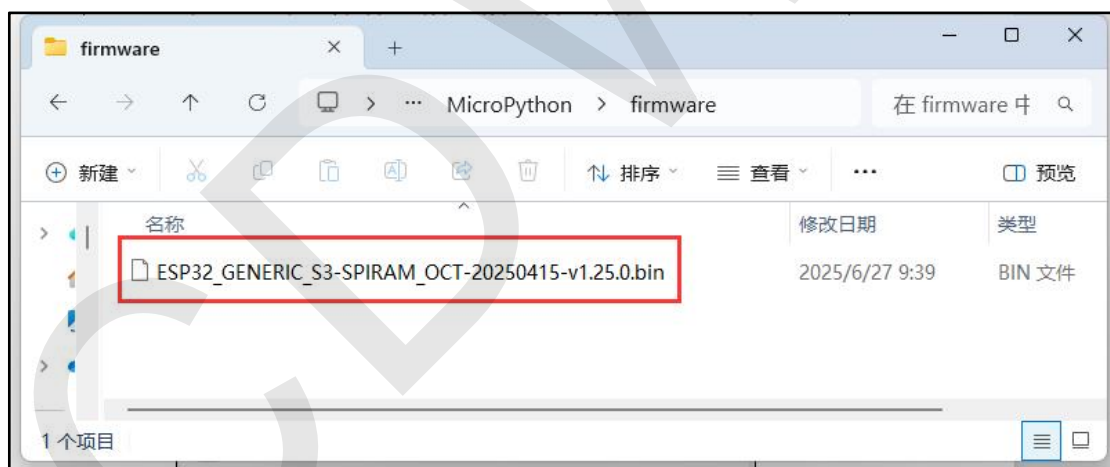 firmware
MicroPython > firmware 在 firmware 中
新建 排序 查看 ... 预览
名称 修改日期 类型
ESP32_GENERIC_S3-SPIRAM_OCT-20250415-v1.25.0.bin 2025/6/27 9:39 BIN 文件
1 个项目